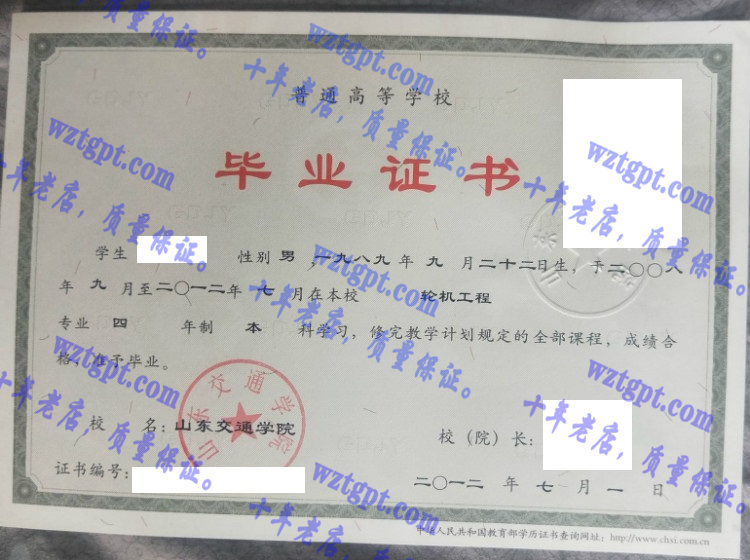 普通高等学校
毕业证书
学生 性别 男 ,一九八九 年 九 月二十二日生,于二〇〇八
年 九 月至二〇一二年 七 月在本校 轮机工程
专业 四 年制 本 科学习,修完教学计划规定的全部课程,成绩合
格,准予毕业。
校 名:山东交通学院
校(院)长:
证书编号:
二〇一二 年 七 月 一 日
中华人民共和国教育部学历证书查询网址:http://www.chsi.com.cn
山东交通学院
wztgpt.com
十年老店,质量保证。